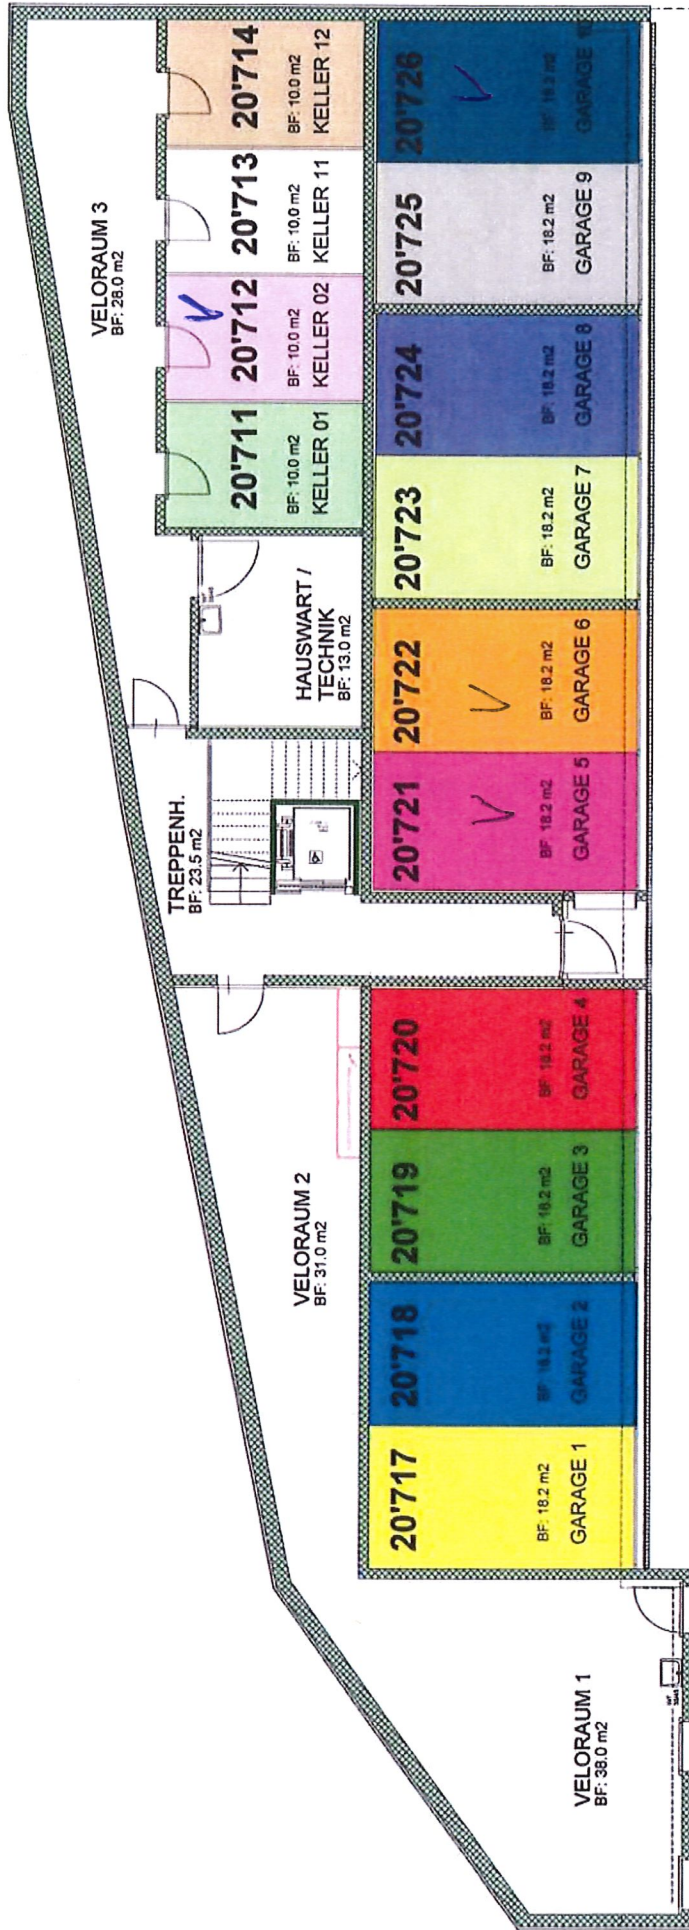 VELORAUM 3
BF: 28.0 m2
20'714
BF: 10.0 m2
KELLER 12
20'713
BF: 10.0 m2
KELLER 11
20'712
BF: 10.0 m2
KELLER 02
20'711
BF: 10.0 m2
KELLER 01
HAUSWART /
TECHNIK
BF: 13.0 m2
TREPPENH.
BF: 23.5 m2
VELORAUM 2
BF: 31.0 m2
VELORAUM 1
BF: 38.0 m2
20'717
BF: 18.2 m2
GARAGE 1
20'718
BF: 18.2 m2
GARAGE 2
20'719
BF: 18.2 m2
GARAGE 3
20'720
BF: 18.2 m2
GARAGE 4
20'721
BF: 18.2 m2
GARAGE 5
20'722
BF: 18.2 m2
GARAGE 6
20'723
BF: 18.2 m2
GARAGE 7
20'724
BF: 18.2 m2
GARAGE 8
20'725
BF: 18.2 m2
GARAGE 9
20'726
BF: 18.2 m2
GARAGE 10